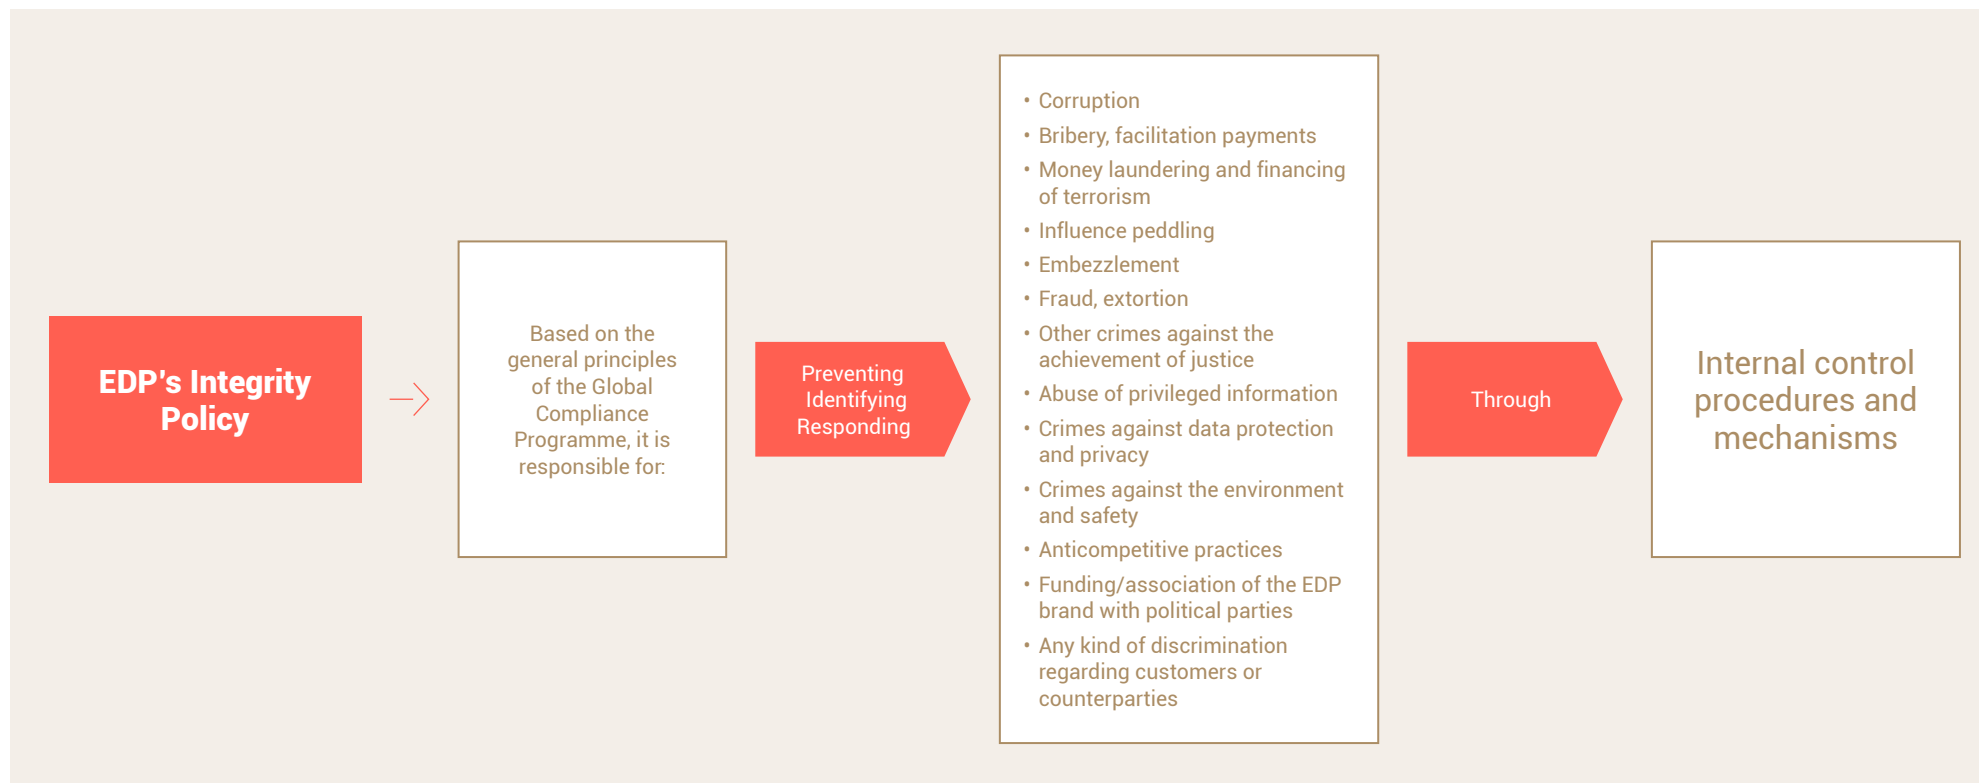 EDP's Integrity
Policy
Based on the
general principles
of the Global
Compliance
Programme, it is
responsible for:
Preventing
Identifying
Responding
• Corruption
• Bribery, facilitation payments
• Money laundering and financing
of terrorism
• Influence peddling
• Embezzlement
• Fraud, extortion
• Other crimes against the
achievement of justice
• Abuse of privileged information
• Crimes against data protection
and privacy
• Crimes against the environment
and safety
• Anticompetitive practices
• Funding/association of the EDP
brand with political parties
• Any kind of discrimination
regarding customers or
counterparties
Through
Internal control
procedures and
mechanisms